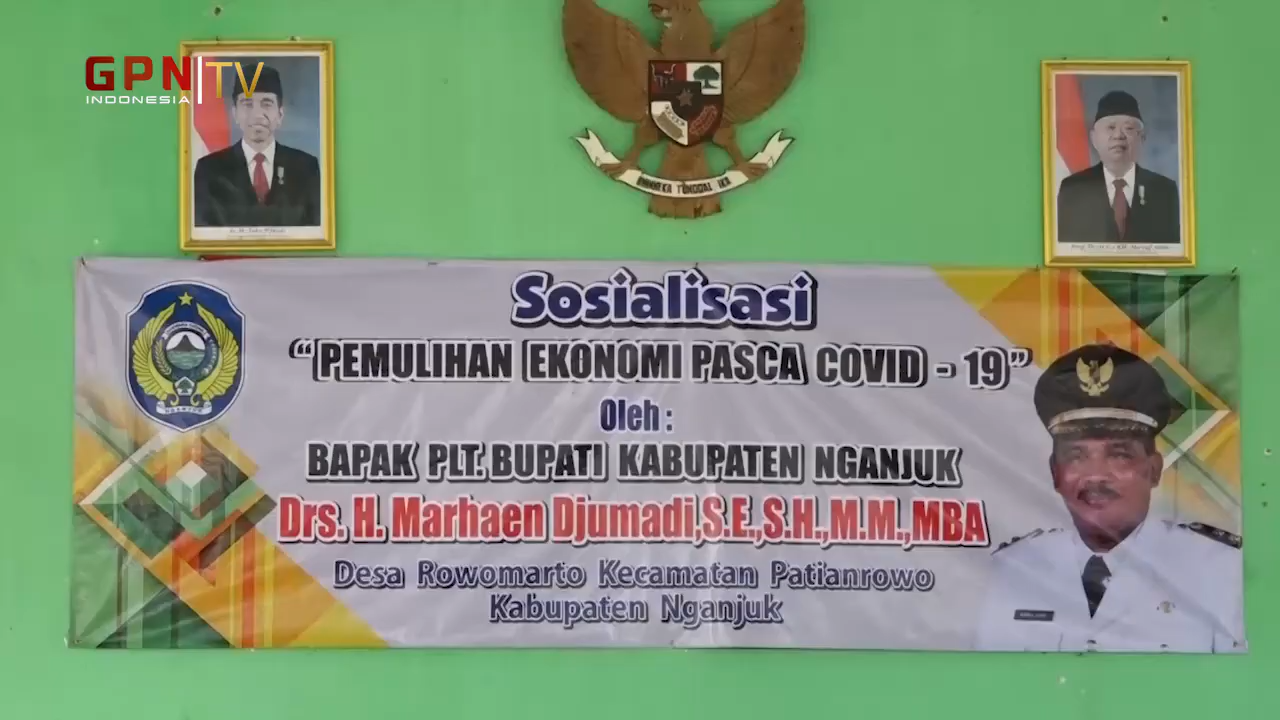 GPN TV
INDONESIA
BHINNEKA TUNGGAL IKA
Sosialisasi
"PEMULIHAN EKONOMI PASCA COVID - 19"
Oleh :
BAPAK PLT. BUPATI KABUPATEN NGANJUK
Drs. H. Marhaen Djumadi,S.E.,S.H.,M.M.,MBA
Desa Rowomarto Kecamatan Patianrowo
Kabupaten Nganjuk
NGANJUK